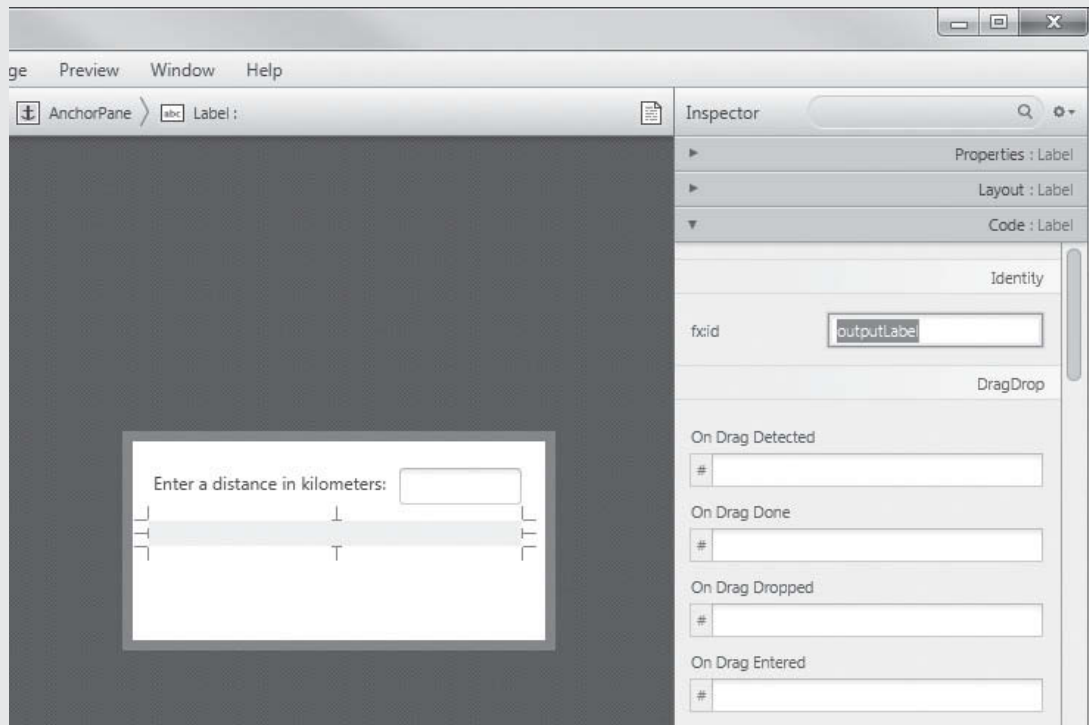 ge Preview Window Help
AnchorPane abc Label :
Inspector
Properties : Label
Layout : Label
Code : Label
Identity
fx:id outputLabel
DragDrop
On Drag Detected
#
On Drag Done
#
On Drag Dropped
#
On Drag Entered
#
Enter a distance in kilometers: